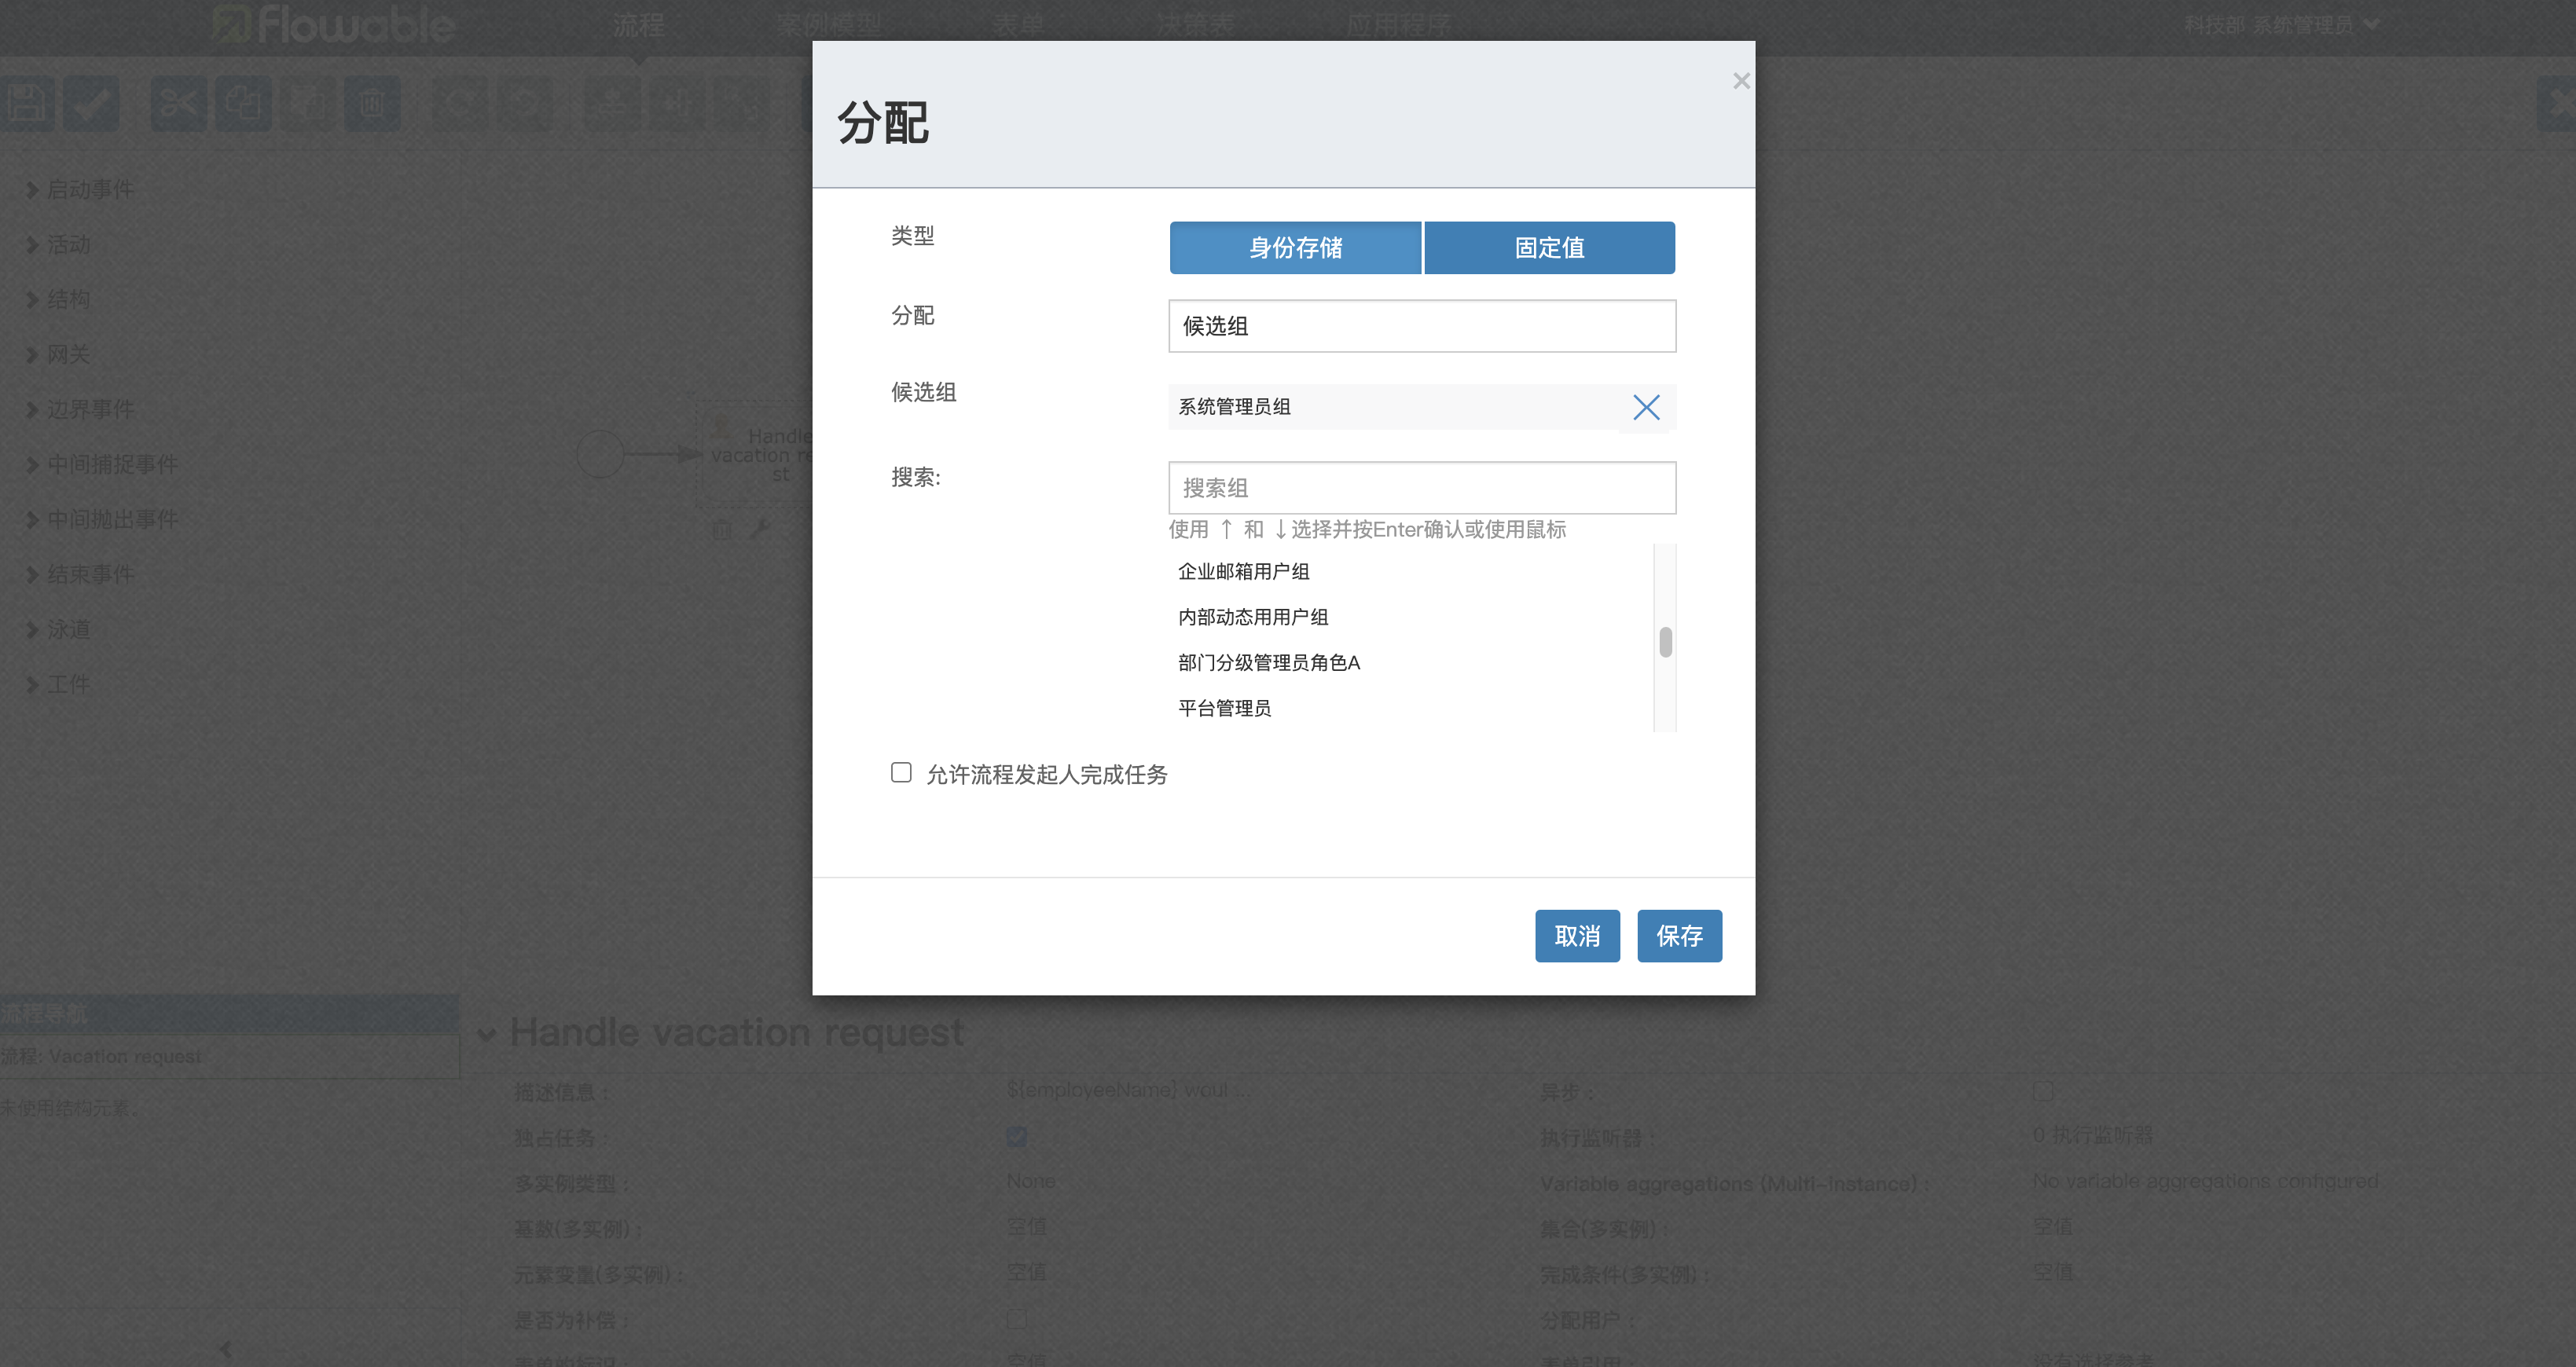 flowable
流程
案例模型
表单
决策表
应用程序
科技部 系统管理员
分配
启动事件
活动
结构
网关
边界事件
中间捕捉事件
中间抛出事件
结束事件
泳道
工件
Handle
vacation re
st
类型
身份存储
固定值
分配
候选组
候选组
系统管理员组
搜索:
搜索组
使用 ↑ 和 ↓选择并按Enter确认或使用鼠标
企业邮箱用户组
内部动态用用户组
部门分级管理员角色A
平台管理员
允许流程发起人完成任务
取消
保存
流程导航
流程: Vacation request
未使用结构元素。
Handle vacation request
描述信息 :
${employeeName} woul ...
异步 :
独占任务 :
执行监听器 :
0 执行监听器
多实例类型 :
None
Variable aggregations (Multi-instance) :
No variable aggregations configured
基数(多实例) :
空值
集合(多实例) :
空值
元素变量(多实例) :
空值
完成条件(多实例) :
空值
是否为补偿 :
分配用户 :
空值